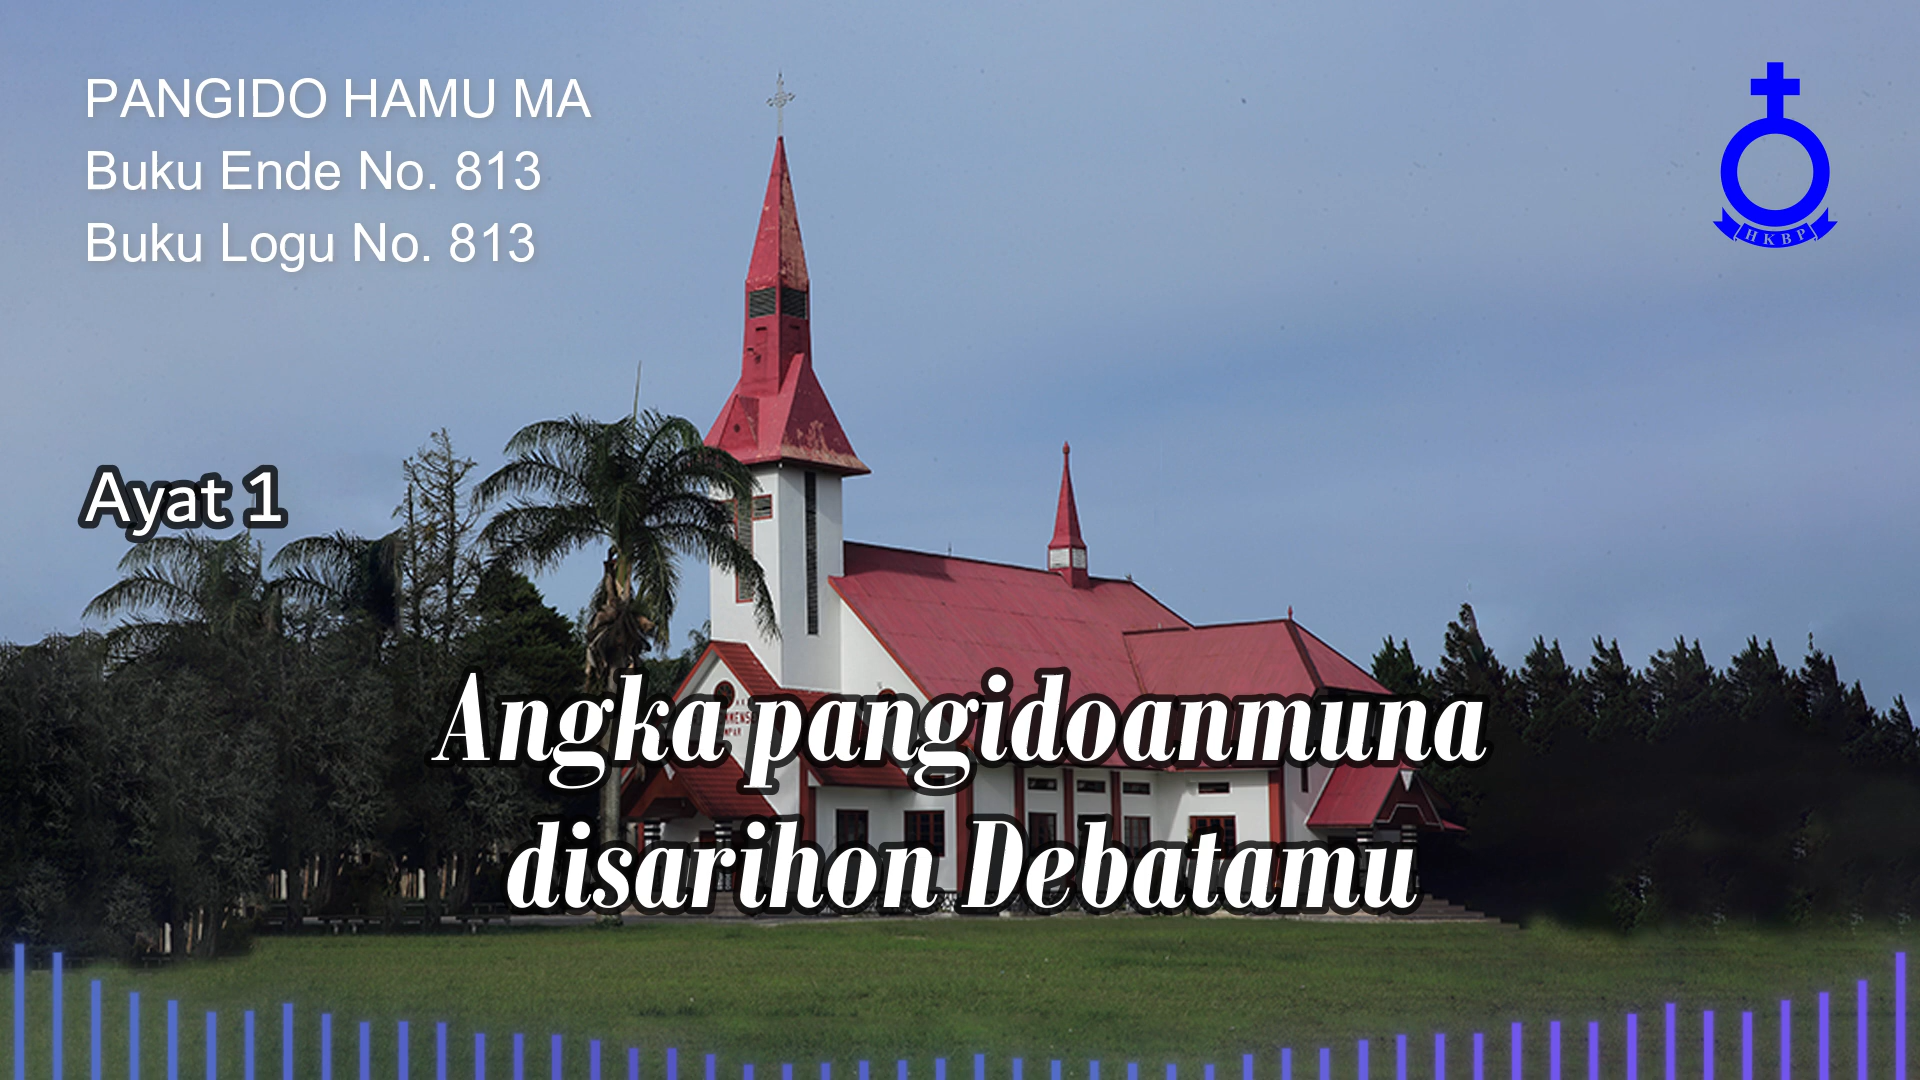 PANGIDO HAMU MA
Buku Ende No. 813
Buku Logu No. 813
HKBP
Ayat 1
Angka pangidoanmuna
disarihon Debatamu